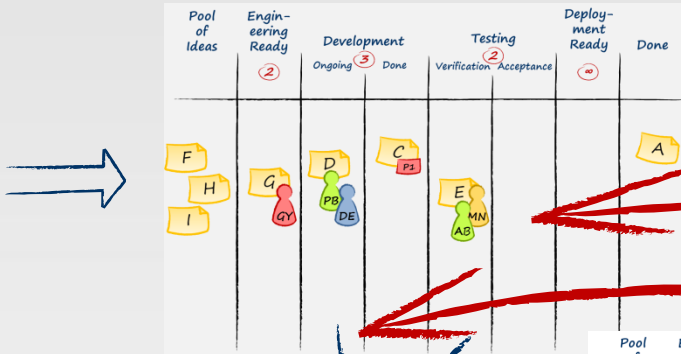 Pool
of
Ideas
Engin-
eering
Ready
2
Development
3
Ongoing
Done
Testing
2
Verification
Acceptance
Deploy-
ment
Ready
∞
Done
F
H
I
G
GY
D
PB
DE
C
P1
E
MN
AB
A
Pool